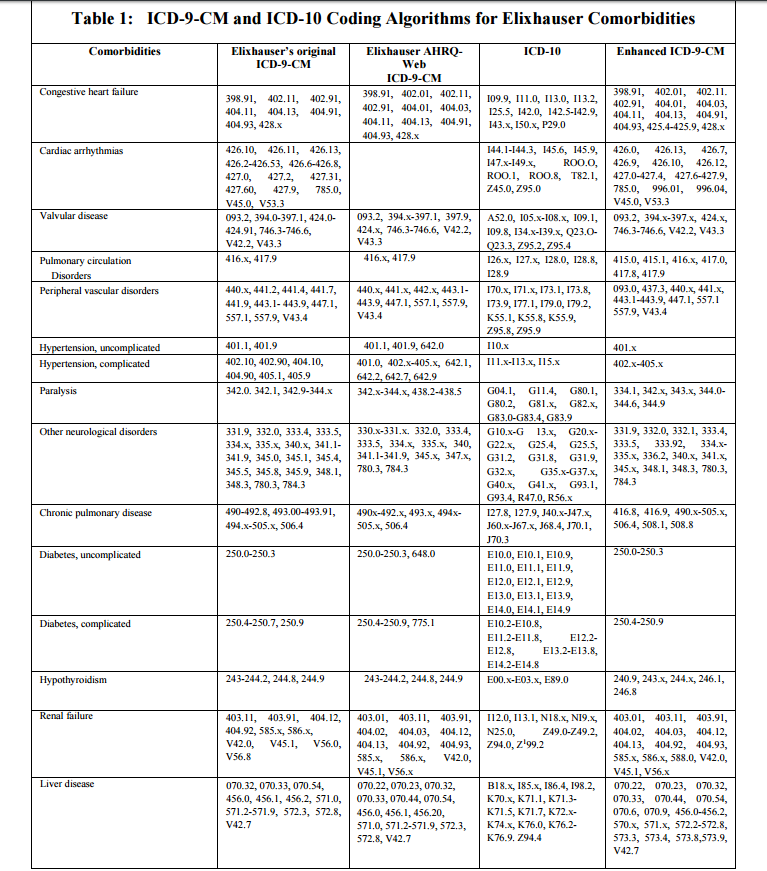 Table 1: ICD-9-CM and ICD-10 Coding Algorithms for Elixhauser Comorbidities
Comorbidities
Elixhauser's original
ICD-9-CM
Elixhauser AHRQ-
Web
ICD-9-CM
ICD-10
Enhanced ICD-9-CM
Congestive heart failure
398.91, 402.11, 402.91,
404.11, 404.13, 404.91,
404.93, 428.x
398.91, 402.01, 402.11,
402.91, 404.01, 404.03,
404.11, 404.13, 404.91,
404.93, 428.x
I09.9, I11.0, I13.0, I13.2,
I25.5, I42.0, I42.5-I42.9,
I43.x, I50.x, P29.0
398.91, 402.01, 402.11.
402.91, 404.01, 404.03,
404.11, 404.13, 404.91,
404.93, 425.4-425.9, 428.x
Cardiac arrhythmias
426.10, 426.11, 426.13,
426.2-426.53, 426.6-426.8,
427.0, 427.2, 427.31,
427.60, 427.9, 785.0,
V45.0, V53.3
I44.1-I44.3, I45.6, I45.9,
I47.x-I49.x, ROO.O,
ROO.1, ROO.8, T82.1,
Z45.0, Z95.0
426.0, 426.13, 426.7,
426.9, 426.10, 426.12,
427.0-427.4, 427.6-427.9,
785.0, 996.01, 996.04,
V45.0, V53.3
Valvular disease
093.2, 394.0-397.1, 424.0-
424.91, 746.3-746.6,
V42.2, V43.3
093.2, 394.x-397.1, 397.9,
424.x, 746.3-746.6, V42.2,
V43.3
A52.0, I05.x-I08.x, I09.1,
I09.8, I34.x-I39.x, Q23.O-
Q23.3, Z95.2, Z95.4
093.2, 394.x-397.x, 424.x,
746.3-746.6, V42.2, V43.3
Pulmonary circulation
Disorders
416.x, 417.9
416.x, 417.9
I26.x, I27.x, I28.0, I28.8,
I28.9
415.0, 415.1, 416.x, 417.0,
417.8, 417.9
Peripheral vascular disorders
440.x, 441.2, 441.4, 441.7,
441.9, 443.1- 443.9, 447.1,
557.1, 557.9, V43.4
440.x, 441.x, 442.x, 443.1-
443.9, 447.1, 557.1, 557.9,
V43.4
I70.x, I71.x, I73.1, I73.8,
I73.9, I77.1, I79.0, I79.2,
K55.1, K55.8, K55.9,
Z95.8, Z95.9
093.0, 437.3, 440.x, 441.x,
443.1-443.9, 447.1, 557.1
557.9, V43.4
Hypertension, uncomplicated
401.1, 401.9
401.1, 401.9, 642.0
I10.x
401.x
Hypertension, complicated
402.10, 402.90, 404.10,
404.90, 405.1, 405.9
401.0, 402.x-405.x, 642.1,
642.2, 642.7, 642.9
I11.x-I13.x, I15.x
402.x-405.x
Paralysis
342.0. 342.1, 342.9-344.x
342.x-344.x, 438.2-438.5
G04.1, G11.4, G80.1,
G80.2, G81.x, G82.x,
G83.0-G83.4, G83.9
334.1, 342.x, 343.x, 344.0-
344.6, 344.9
Other neurological disorders
331.9, 332.0, 333.4, 333.5,
334.x, 335.x, 340.x, 341.1-
341.9, 345.0, 345.1, 345.4,
345.5, 345.8, 345.9, 348.1,
348.3, 780.3, 784.3
330.x-331.x. 332.0, 333.4,
333.5, 334.x, 335.x, 340,
341.1-341.9, 345.x, 347.x,
780.3, 784.3
G10.x-G 13.x, G20.x-
G22.x, G25.4, G25.5,
G31.2, G31.8, G31.9,
G32.x, G35.x-G37.x,
G40.x, G41.x, G93.1,
G93.4, R47.0, R56.x
331.9, 332.0, 332.1, 333.4,
333.5, 333.92, 334.x-
335.x, 336.2, 340.x, 341.x,
345.x, 348.1, 348.3, 780.3,
784.3
Chronic pulmonary disease
490-492.8, 493.00-493.91,
494.x-505.x, 506.4
490x-492.x, 493.x, 494x-
505.x, 506.4
I27.8, I27.9, J40.x-J47.x,
J60.x-J67.x, J68.4, J70.1,
J70.3
416.8, 416.9, 490.x-505.x,
506.4, 508.1, 508.8
Diabetes, uncomplicated
250.0-250.3
250.0-250.3, 648.0
E10.0, E10.1, E10.9,
E11.0, E11.1, E11.9,
E12.0, E12.1, E12.9,
E13.0, E13.1, E13.9,
E14.0, E14.1, E14.9
250.0-250.3
Diabetes, complicated
250.4-250.7, 250.9
250.4-250.9, 775.1
E10.2-E10.8,
E11.2-E11.8, E12.2-
E12.8, E13.2-E13.8,
E14.2-E14.8
250.4-250.9
Hypothyroidism
243-244.2, 244.8, 244.9
243-244.2, 244.8, 244.9
E00.x-E03.x, E89.0
240.9, 243.x, 244.x, 246.1,
246.8
Renal failure
403.11, 403.91, 404.12,
404.92, 585.x, 586.x,
V42.0, V45.1, V56.0,
V56.8
403.01, 403.11, 403.91,
404.02, 404.03, 404.12,
404.13, 404.92, 404.93,
585.x, 586.x, V42.0,
V45.1, V56.x
I12.0, I13.1, N18.x, NI9.x,
N25.0, Z49.0-Z49.2,
Z94.0, Z¹99.2
403.01, 403.11, 403.91,
404.02, 404.03, 404.12,
404.13, 404.92, 404.93,
585.x, 586.x, 588.0, V42.0,
V45.1, V56.x
Liver disease
070.32, 070.33, 070.54,
456.0, 456.1, 456.2, 571.0,
571.2-571.9, 572.3, 572.8,
V42.7
070.22, 070.23, 070.32,
070.33, 070.44, 070.54,
456.0, 456.1, 456.20,
571.0, 571.2-571.9, 572.3,
572.8, V42.7
B18.x, I85.x, I86.4, I98.2,
K70.x, K71.1, K71.3-
K71.5, K71.7, K72.x-
K74.x, K76.0, K76.2-
K76.9. Z94.4
070.22, 070.23, 070.32,
070.33, 070.44, 070.54,
070.6, 070.9, 456.0-456.2,
570.x, 571.x, 572.2-572.8,
573.3, 573.4, 573.8,573.9,
V42.7